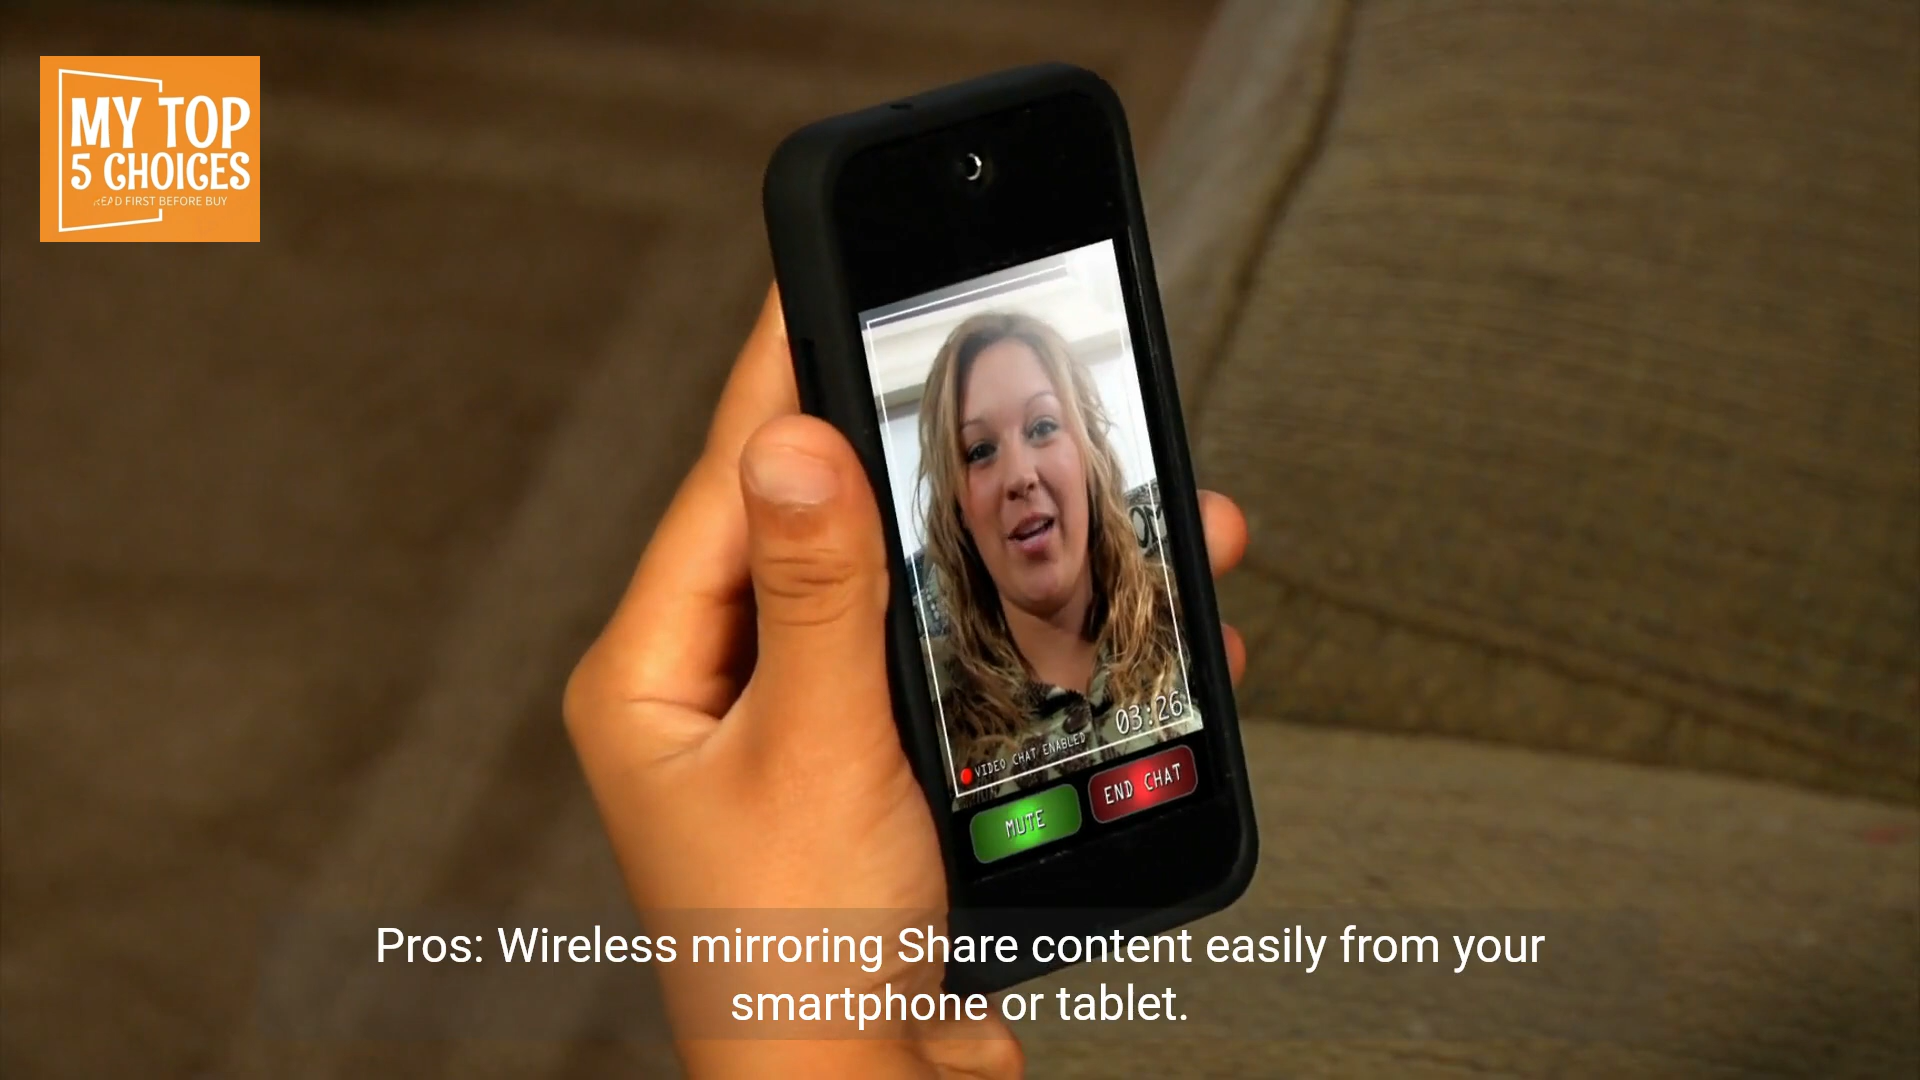 MY TOP
5 CHOICES
READ FIRST BEFORE BUY
03:26
VIDEO CHAT ENABLED
MUTE
END CHAT
Pros: Wireless mirroring Share content easily from your
smartphone or tablet.